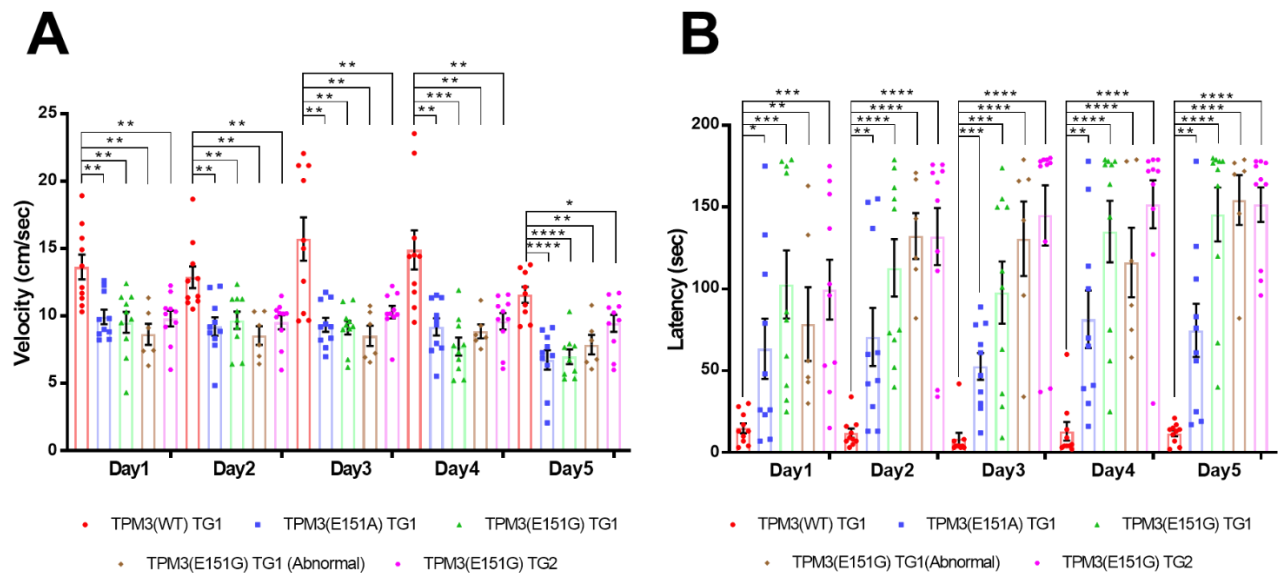 A
Velocity (cm/sec)
25
20
15
10
5
0
** ** ** **
** ** ** **
** ** ** **
** *** ** **
**** **** ** *
Day1 Day2 Day3 Day4 Day5
TPM3(WT) TG1 TPM3(E151A) TG1 TPM3(E151G) TG1
TPM3(E151G) TG1 (Abnormal) TPM3(E151G) TG2
B
Latency (sec)
200
150
100
50
0
* *** ** ***
** **** **** ****
*** *** **** ****
** **** **** ****
** **** **** ****
Day1 Day2 Day3 Day4 Day5
TPM3(WT) TG1 TPM3(E151A) TG1 TPM3(E151G) TG1
TPM3(E151G) TG1(Abnormal) TPM3(E151G) TG2